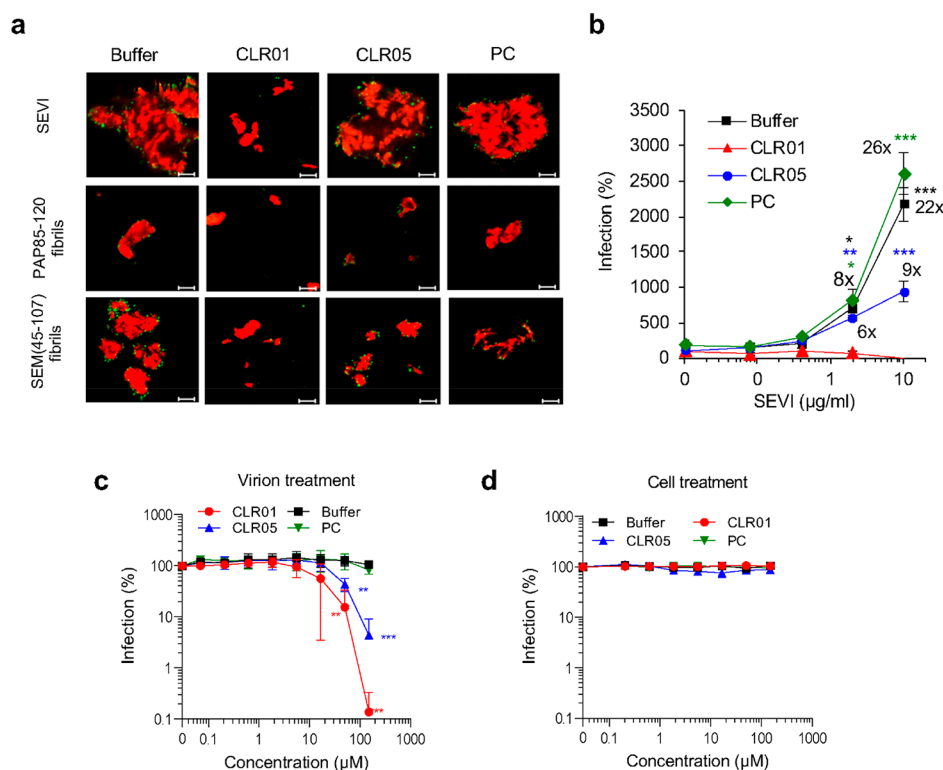 a
Buffer CLR01 CLR05 PC
SEVI
PAP85-120
fibrils
SEM(45-107)
fibrils
b
Buffer
CLR01
CLR05
PC
3500
3000
2500
2000
1500
1000
500
0
Infection (%)
26x ***
***
22x
*
**
*
8x
***
9x
6x
0 0 1 10
SEVI (µg/ml)
c
Virion treatment
CLR01 Buffer
CLR05 PC
1000
100
10
1
0.1
Infection (%)
**
**
***
**
0 0.1 1 10 100 1000
Concentration (µM)
d
Cell treatment
Buffer CLR01
CLR05 PC
1000
100
10
1
0.1
Infection (%)
0 0.1 1 10 100 1000
Concentration (µM)